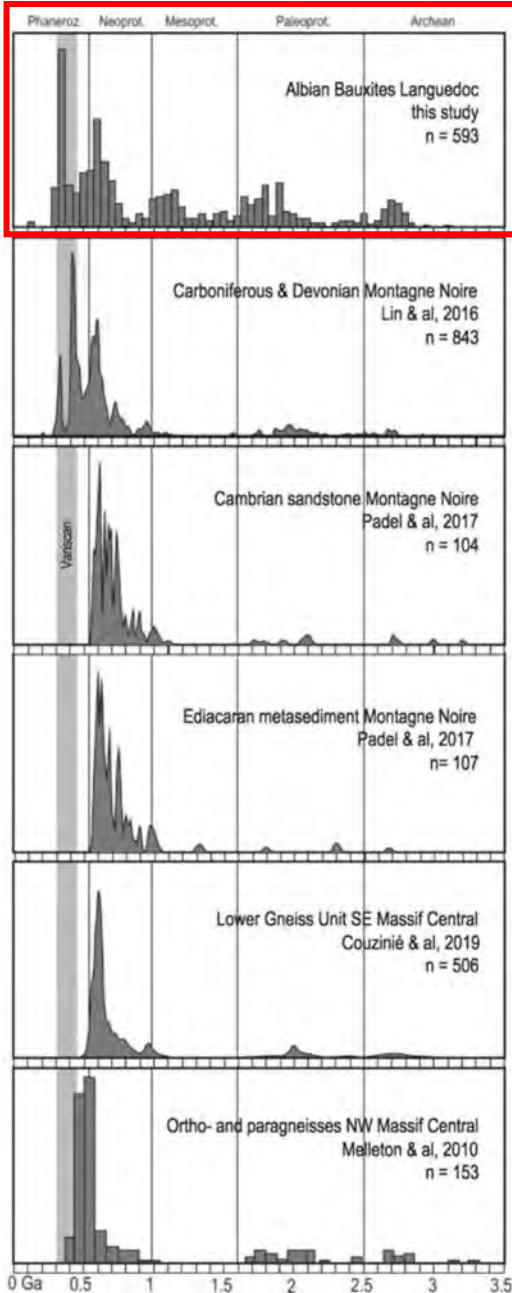 Phaneroz. Neoprot. Mesoprot. Paleoprot. Archean
Albian Bauxites Languedoc
this study
n = 593
Carboniferous & Devonian Montagne Noire
Lin & al, 2016
n = 843
Cambrian sandstone Montagne Noire
Padel & al, 2017
n = 104
Variscan
Ediacaran metasediment Montagne Noire
Padel & al, 2017
n= 107
Lower Gneiss Unit SE Massif Central
Couzinié & al, 2019
n = 506
Ortho- and paragneisses NW Massif Central
Melleton & al, 2010
n = 153
0 Ga 0.5 1 1.5 2 2.5 3 3.5